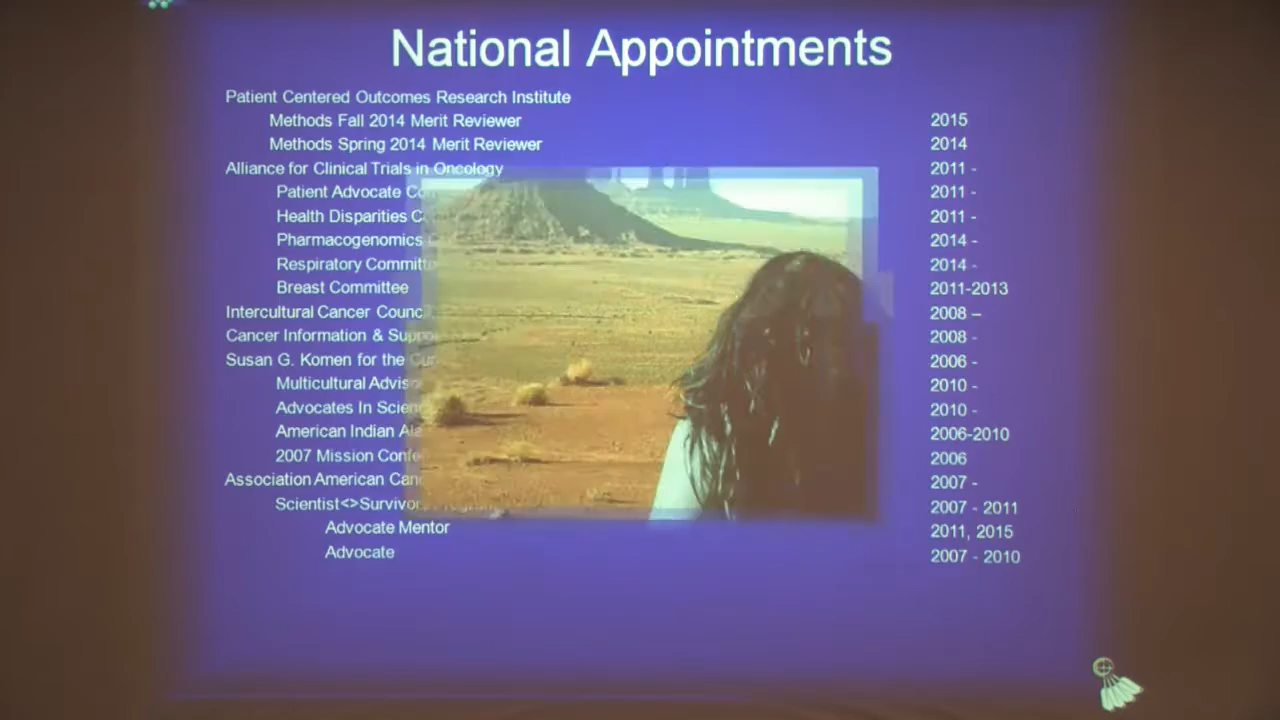 National Appointments
Patient Centered Outcomes Research Institute
Methods Fall 2014 Merit Reviewer 2015
Methods Spring 2014 Merit Reviewer 2014
Alliance for Clinical Trials in Oncology 2011 -
Patient Advocate 2011 -
Health Disparities 2011 -
Pharmacogenomics 2014 -
Respiratory 2014 -
Breast Committee 2011-2013
Intercultural Cancer 2008 –
Cancer Information & 2008 -
Susan G. Komen for the 2006 -
Multicultural 2010 -
Advocates In 2010 -
American Indian 2006-2010
2007 Mission 2006
Association American 2007 -
Scientist<>Survivor Program 2007 - 2011
Advocate Mentor 2011, 2015
Advocate 2007 - 2010